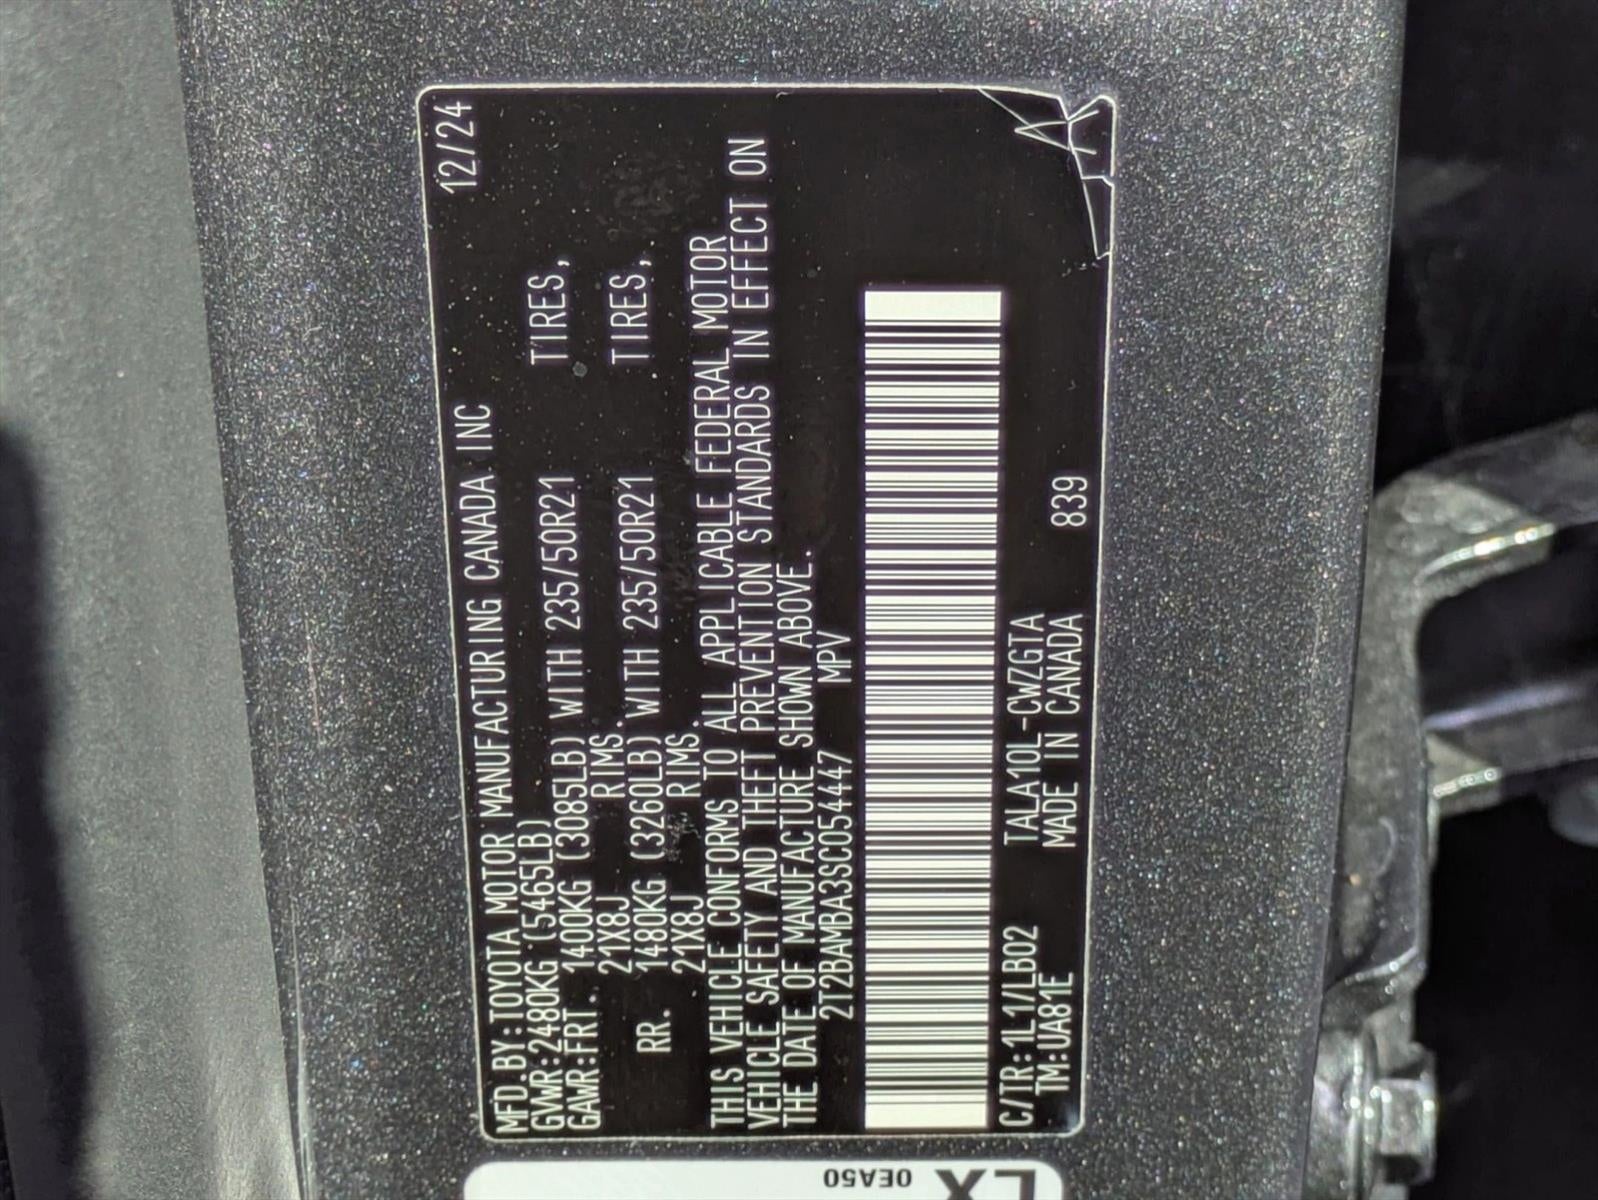 MFD.BY:TOYOTA MOTOR MANUFACTURING CANADA INC 12/24
GVWR:2480KG (5465LB)
GAWR:FRT. 1400KG (3085LB) WITH 235/50R21 TIRES,
21X8J RIMS.
RR. 1480KG (3260LB) WITH 235/50R21 TIRES,
21X8J RIMS.
THIS VEHICLE CONFORMS TO ALL APPLICABLE FEDERAL MOTOR
VEHICLE SAFETY AND THEFT PREVENTION STANDARDS IN EFFECT ON
THE DATE OF MANUFACTURE SHOWN ABOVE.
2T2BAMBA3SC054447 MPV
C/TR:1L1/LB02 TALA10L-CWZGTA
TM:UA81E MADE IN CANADA 839
0EA50
LX